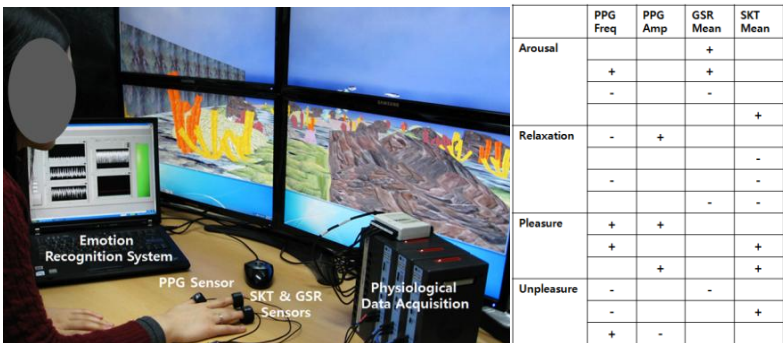 Emotion
Recognition System
PPG Sensor
SKT & GSR
Sensors
Physiological
Data Acquisition
PPG Freq PPG Amp GSR Mean SKT Mean
Arousal +
+ +
- -
+
Relaxation - +
-
- -
- -
Pleasure + +
+ +
+ +
Unpleasure - -
- +
+ -